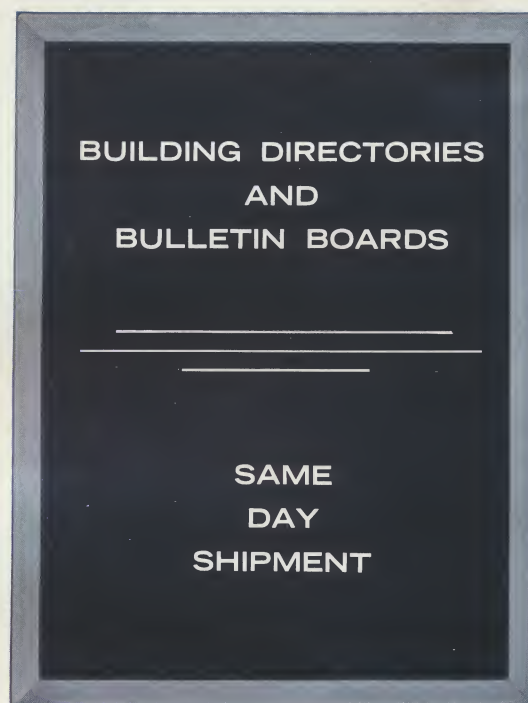 BUILDING DIRECTORIES
AND
BULLETIN BOARDS
SAME
DAY
SHIPMENT